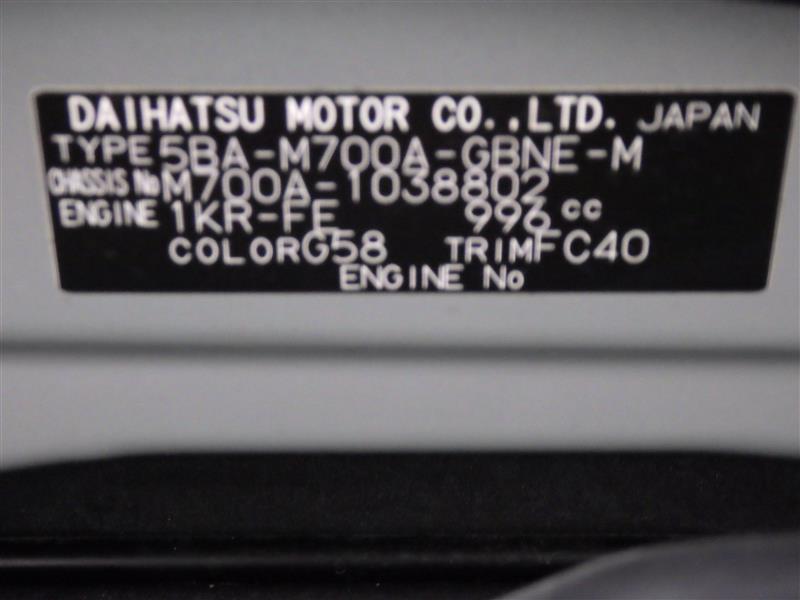 DAIHATSU MOTOR CO.,LTD. JAPAN
TYPE 5BA-M700A-GBNE-M
CHASSIS No M700A-1038802
ENGINE 1KR-FE 996 cc
COLOR G58 TRIM FC40
ENGINE No